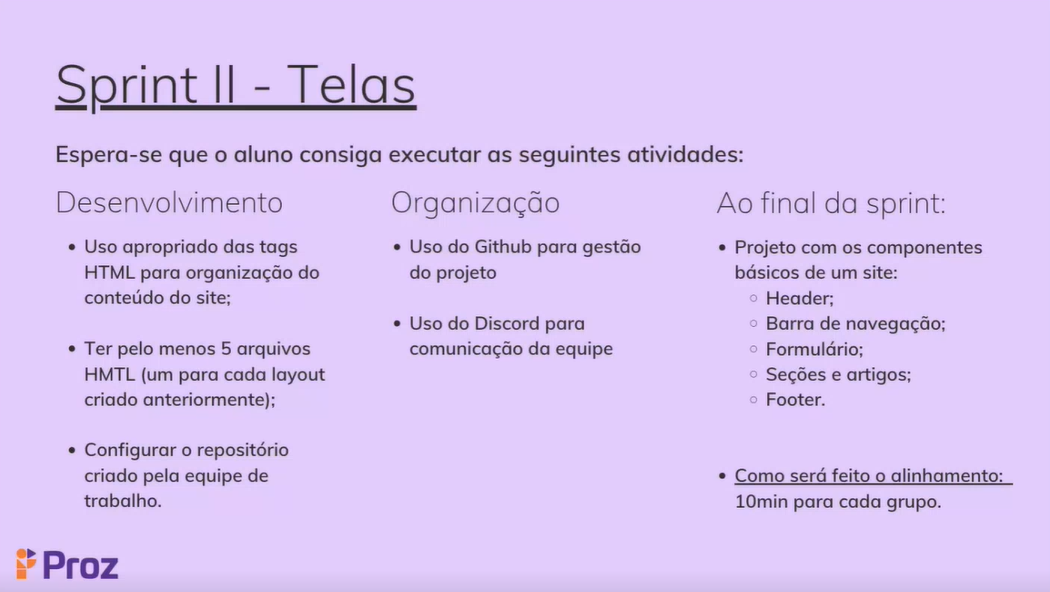 Sprint II - Telas
Espera-se que o aluno consiga executar as seguintes atividades:
Desenvolvimento
• Uso apropriado das tags
HTML para organização do
conteúdo do site;
• Ter pelo menos 5 arquivos
HMTL (um para cada layout
criado anteriormente);
• Configurar o repositório
criado pela equipe de
trabalho.
Organização
• Uso do Github para gestão
do projeto
• Uso do Discord para
comunicação da equipe
Ao final da sprint:
• Projeto com os componentes
básicos de um site:
○ Header;
○ Barra de navegação;
○ Formulário;
○ Seções e artigos;
○ Footer.
• Como será feito o alinhamento:
10min para cada grupo.
Proz